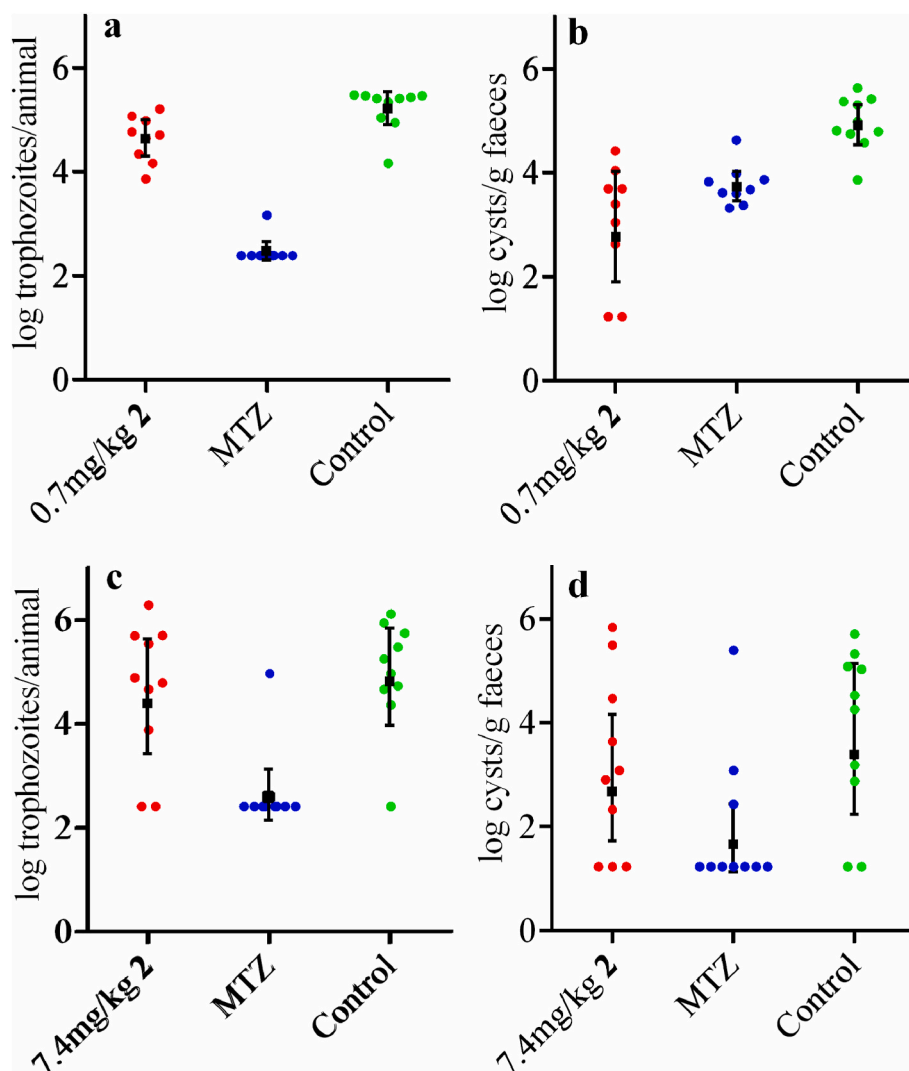 a
log trophozoites/animal
6
4
2
0
0.7mg/kg 2
MTZ
Control
b
log cysts/g faeces
6
4
2
0
0.7mg/kg 2
MTZ
Control
c
log trophozoites/animal
6
4
2
0
7.4mg/kg 2
MTZ
Control
d
log cysts/g faeces
6
4
2
0
7.4mg/kg 2
MTZ
Control